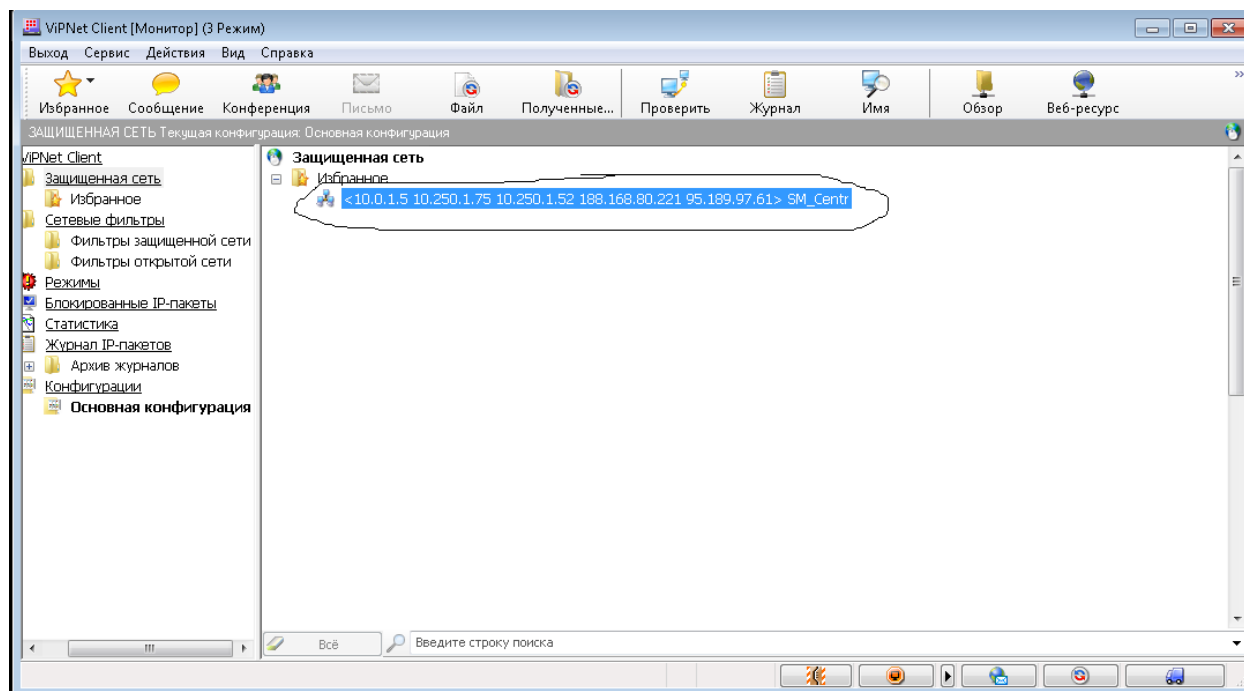 ViPNet Client [Монитор] (3 Режим)
Выход Сервис Действия Вид Справка
Избранное Сообщение Конференция Письмо Файл Полученные... Проверить Журнал Имя Обзор Веб-ресурс
ЗАЩИЩЕННАЯ СЕТЬ Текущая конфигурация: Основная конфигурация
ViPNet Client
Защищенная сеть
Избранное
Сетевые фильтры
Фильтры защищенной сети
Фильтры открытой сети
Режимы
Блокированные IP-пакеты
Статистика
Журнал IP-пакетов
Архив журналов
Конфигурации
Основная конфигурация
Защищенная сеть
Избранное
<10.0.1.5 10.250.1.75 10.250.1.52 188.168.80.221 95.189.97.61> SM_Centr
Всё Введите строку поиска